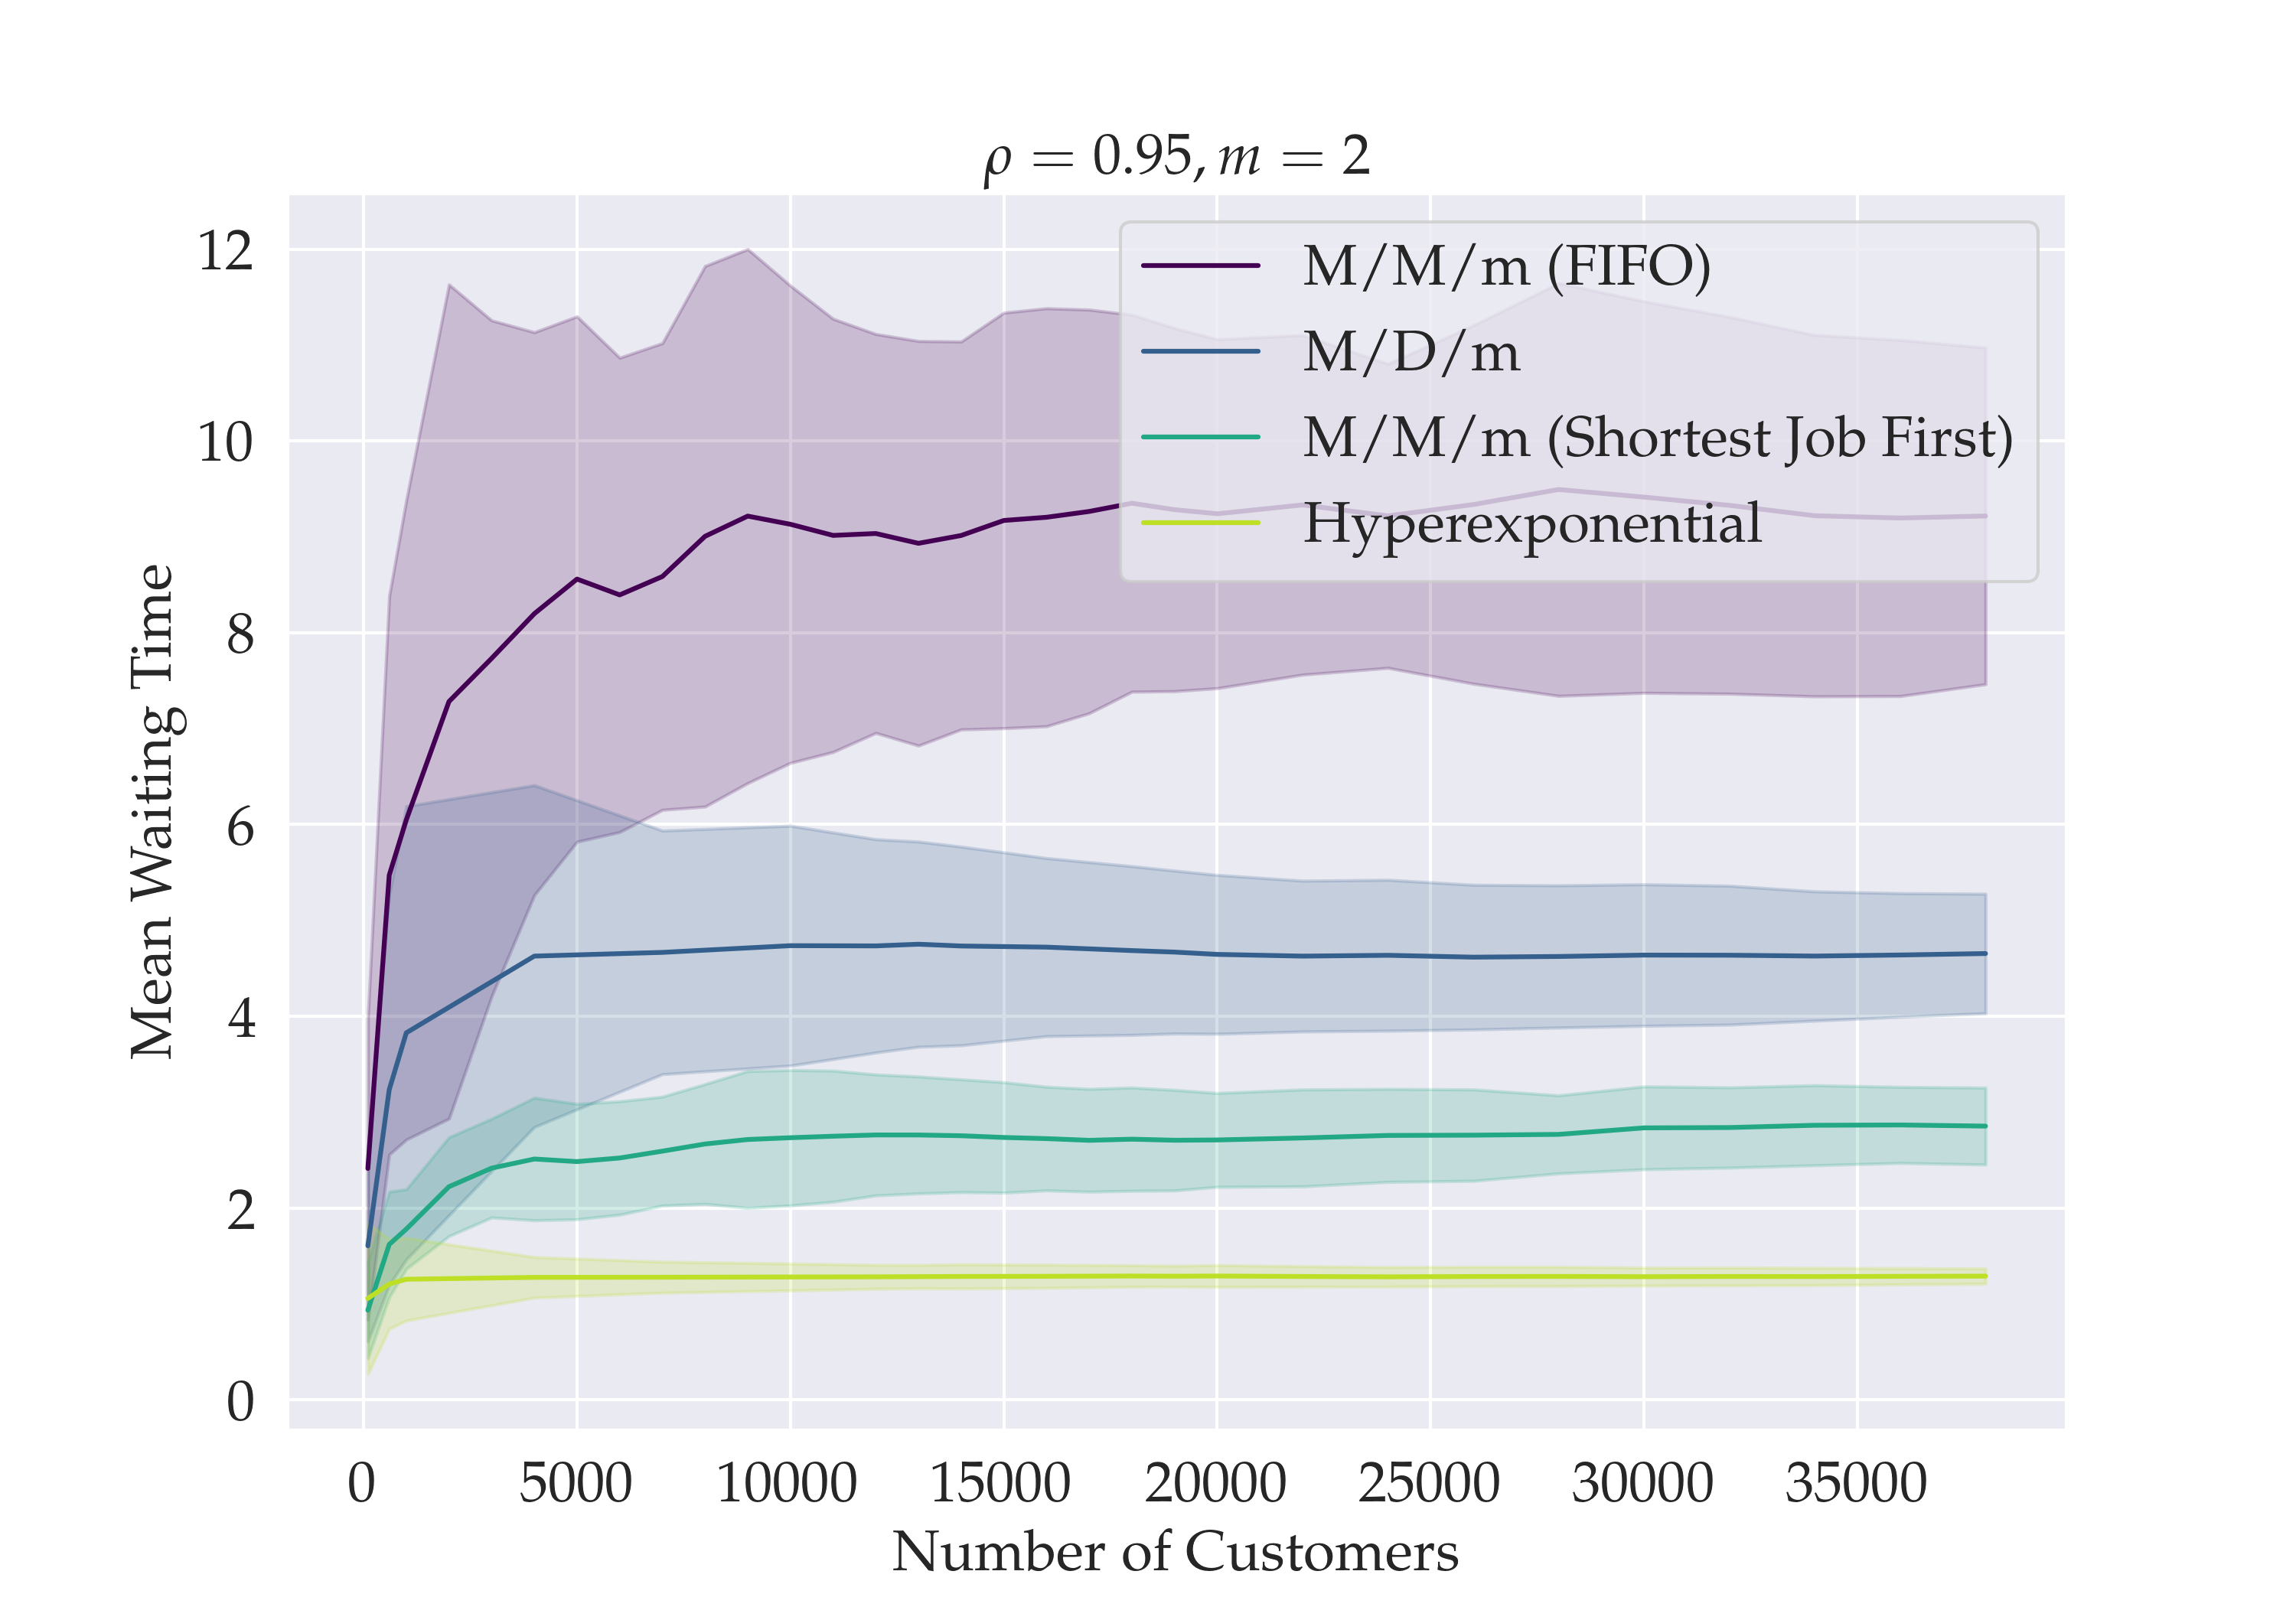 ρ = 0.95, m = 2
12
10
8
6
4
2
0
Mean Waiting Time
M/M/m (FIFO)
M/D/m
M/M/m (Shortest Job First)
Hyperexponential
0 5000 10000 15000 20000 25000 30000 35000
Number of Customers